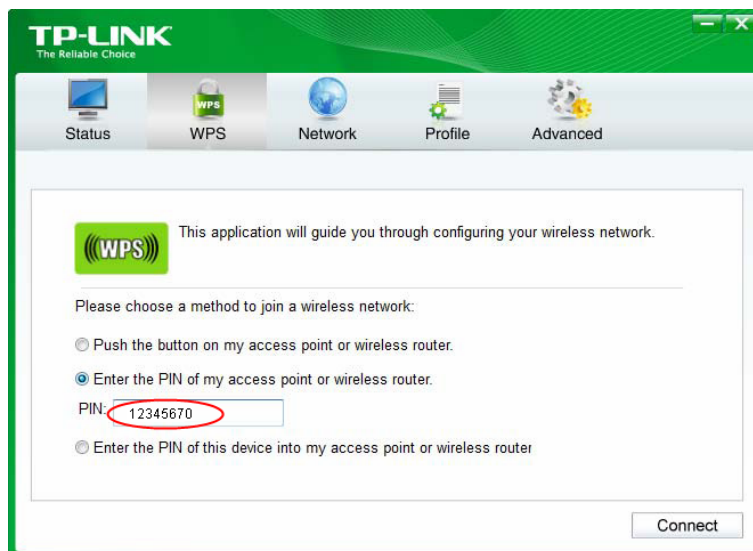 TP-LINK
The Reliable Choice
Status WPS Network Profile Advanced
WPS
((WPS))
This application will guide you through configuring your wireless network.
Please choose a method to join a wireless network:
Push the button on my access point or wireless router.
Enter the PIN of my access point or wireless router.
PIN: 12345670
Enter the PIN of this device into my access point or wireless router
Connect